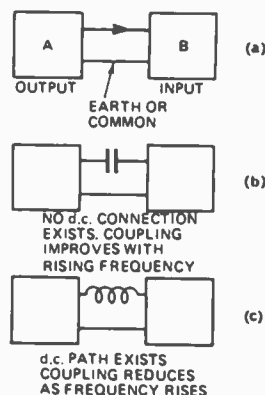 A
B
(a)
OUTPUT
INPUT
EARTH OR
COMMON
(b)
NO d.c. CONNECTION
EXISTS. COUPLING
IMPROVES WITH
RISING FREQUENCY
(c)
d.c. PATH EXISTS
COUPLING REDUCES
AS FREQUENCY RISES